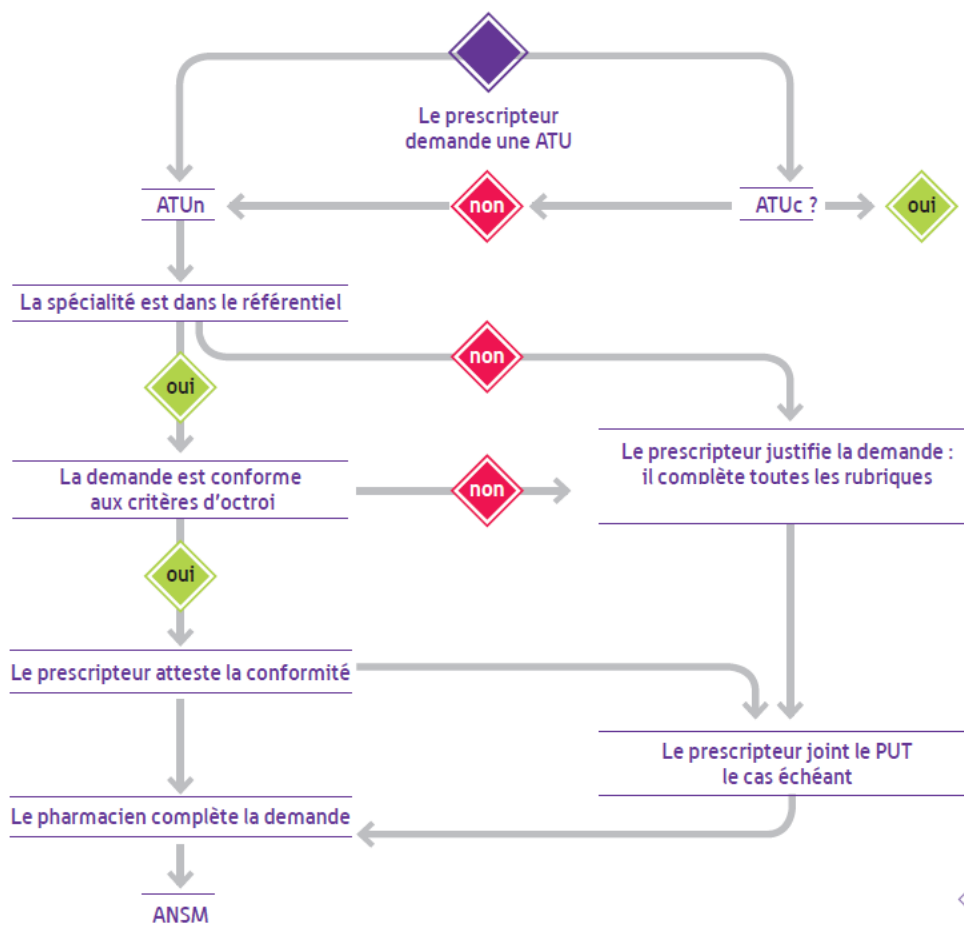 Le prescripteur
demande une ATU
ATUn
non
ATUc ?
oui
La spécialité est dans le référentiel
non
oui
La demande est conforme
aux critères d'octroi
non
Le prescripteur justifie la demande :
il complète toutes les rubriques
oui
Le prescripteur atteste la conformité
Le prescripteur joint le PUT
le cas échéant
Le pharmacien complète la demande
ANSM